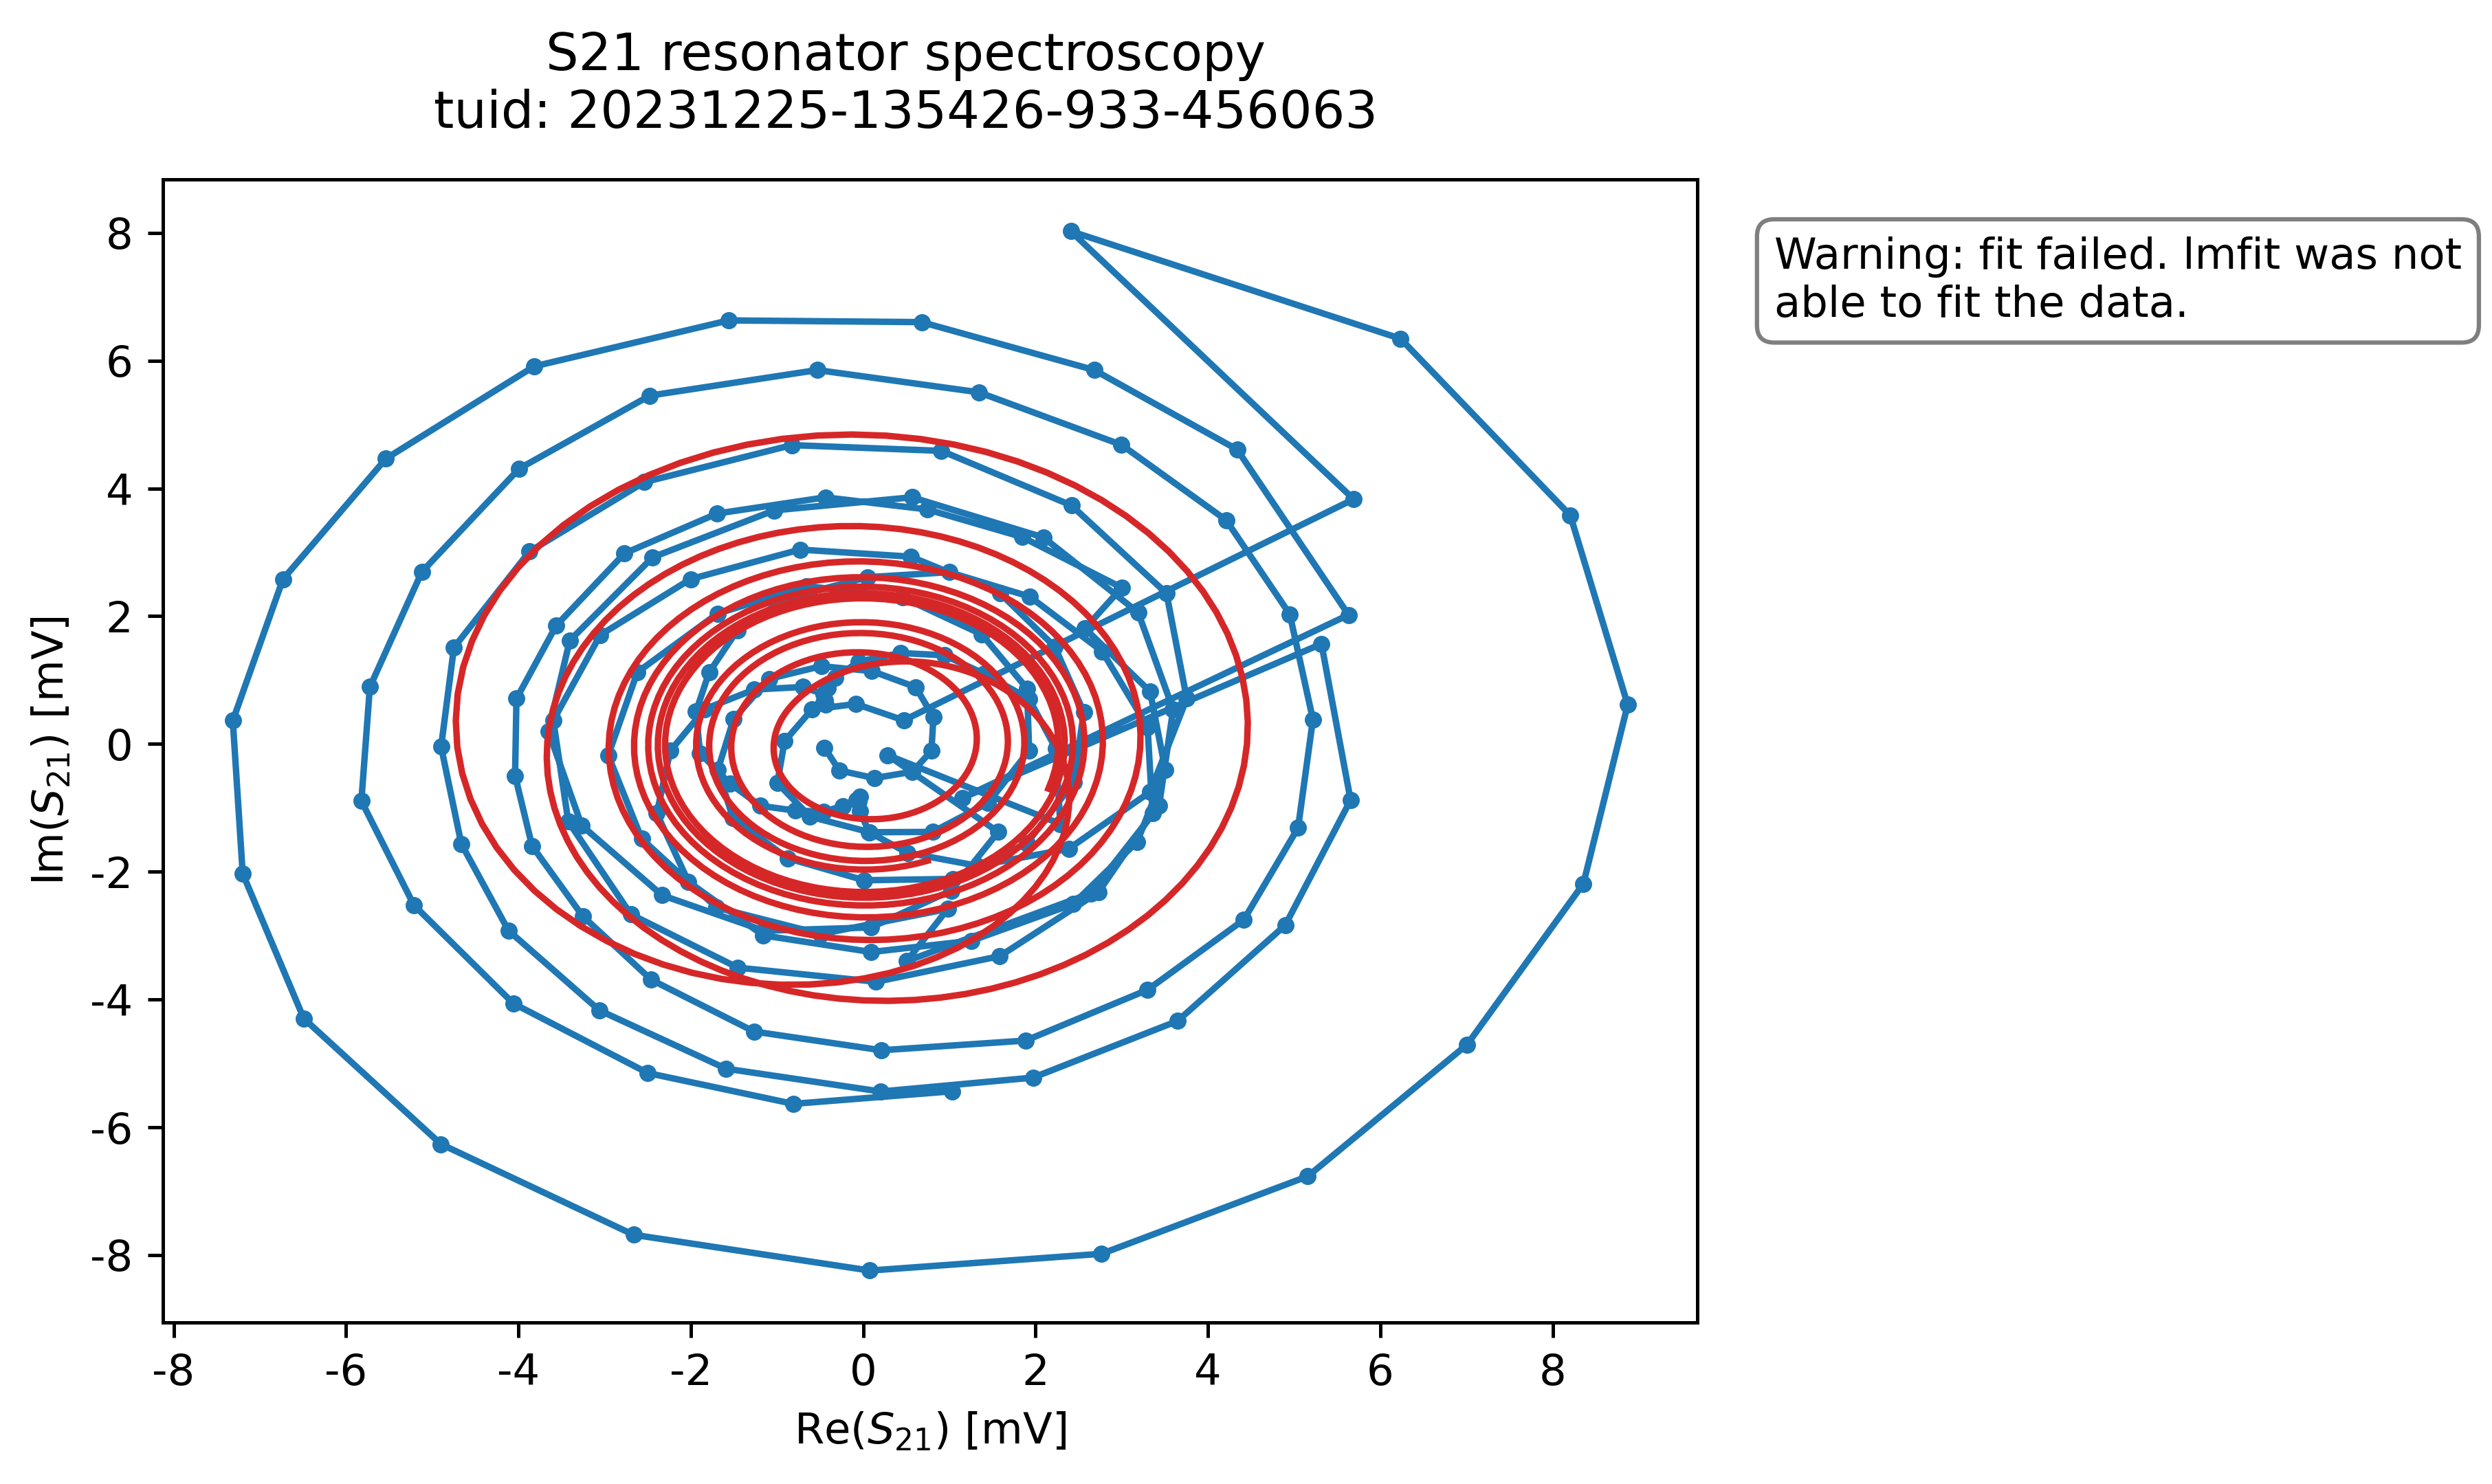 S21 resonator spectroscopy
tuid: 20231225-135426-933-456063
Warning: fit failed. lmfit was not
able to fit the data.
8
6
4
2
0
-2
-4
-6
-8
Im(S21) [mV]
-8 -6 -4 -2 0 2 4 6 8
Re(S21) [mV]